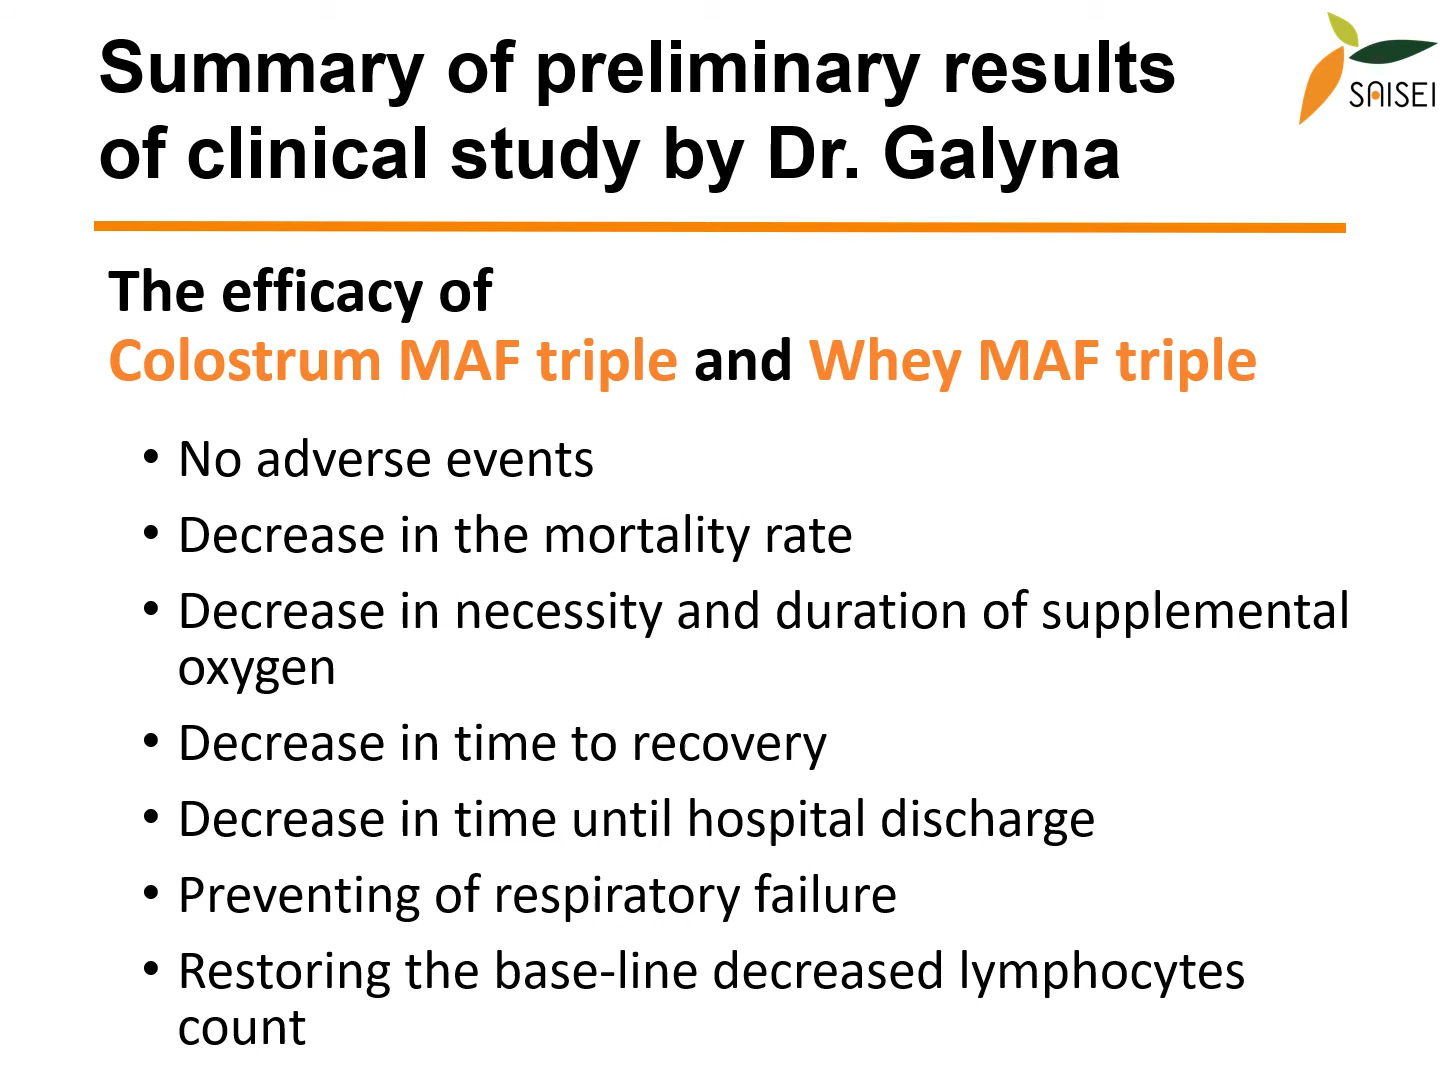 Summary of preliminary results
of clinical study by Dr. Galyna
SAISEI
The efficacy of
Colostrum MAF triple and Whey MAF triple
• No adverse events
• Decrease in the mortality rate
• Decrease in necessity and duration of supplemental
oxygen
• Decrease in time to recovery
• Decrease in time until hospital discharge
• Preventing of respiratory failure
• Restoring the base-line decreased lymphocytes
count